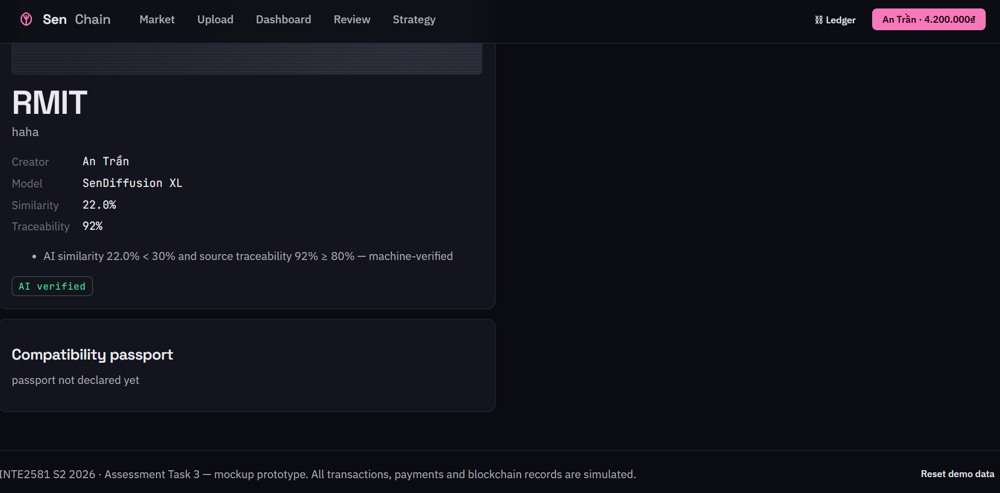 Sen Chain Market Upload Dashboard Review Strategy Ledger An Trần · 4.200.000₫
RMIT
haha
Creator An Trần
Model SenDiffusion XL
Similarity 22.0%
Traceability 92%
• AI similarity 22.0% < 30% and source traceability 92% ≥ 80% — machine-verified
AI verified
Compatibility passport
passport not declared yet
INTE2581 S2 2026 · Assessment Task 3 — mockup prototype. All transactions, payments and blockchain records are simulated. Reset demo data